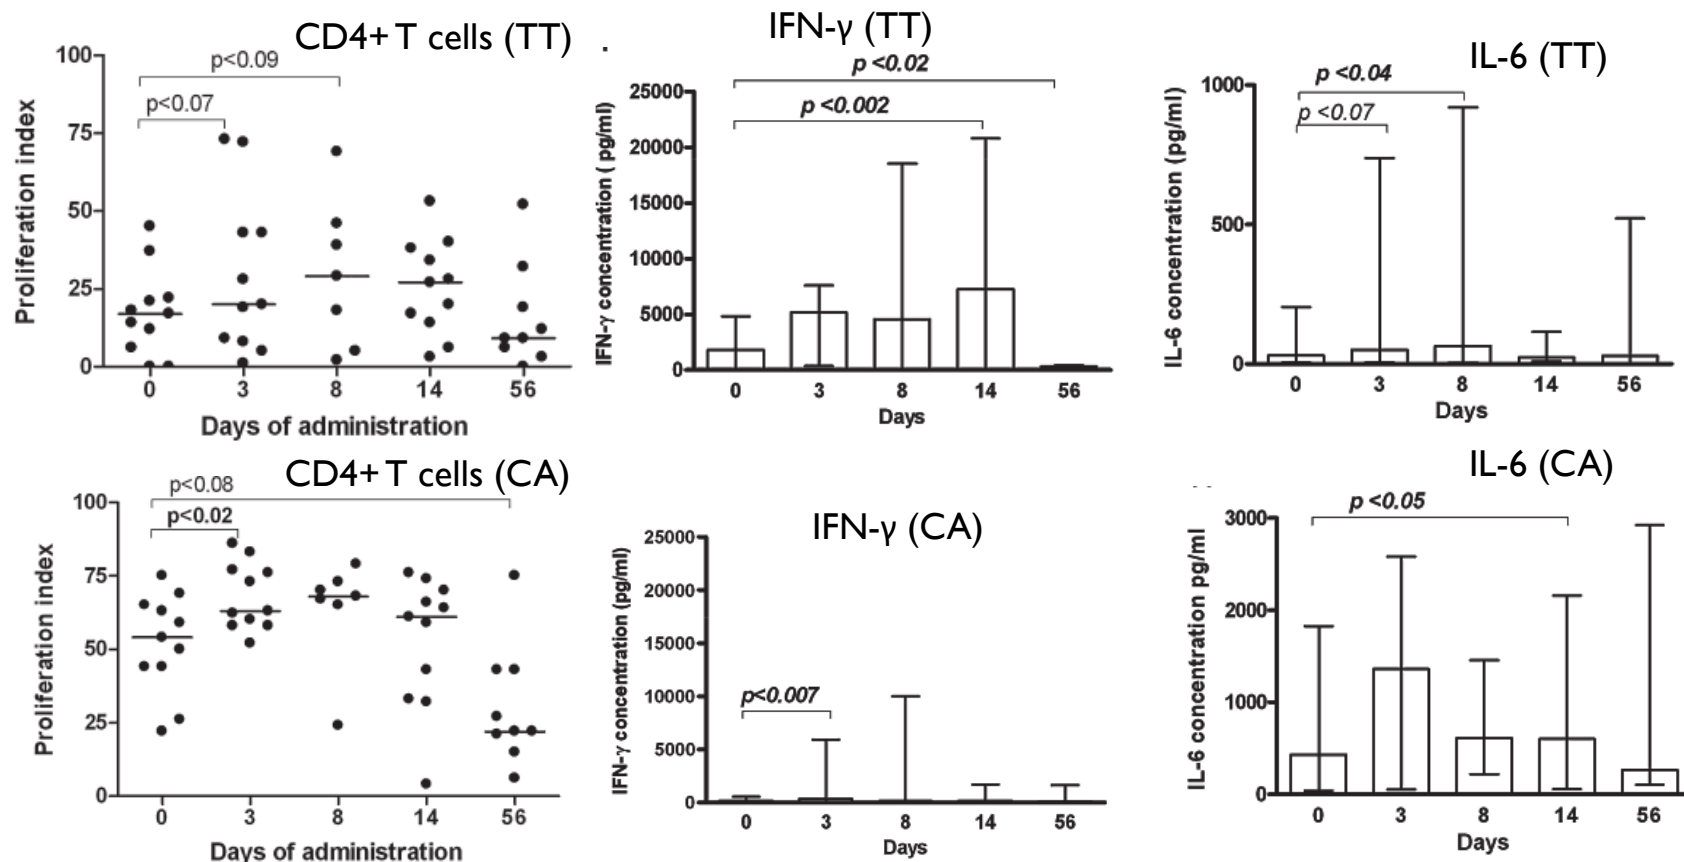 CD4+ T cells (TT)
p<0.09
p<0.07
100
75
50
25
0
Proliferation index
0 3 8 14 56
Days of administration
IFN-γ (TT)
p <0.02
p <0.002
25000
20000
15000
10000
5000
0
IFN-γ concentration ( pg/ml)
0 3 8 14 56
Days
IL-6 (TT)
p <0.04
p <0.07
1000
500
0
IL-6 concentration (pg/ml)
0 3 8 14 56
Days
CD4+ T cells (CA)
p<0.08
p<0.02
100
75
50
25
0
Proliferation index
0 3 8 14 56
Days of administration
IFN-γ (CA)
p<0.007
25000
20000
15000
10000
5000
0
IFN-γ concentration (pg/ml)
0 3 8 14 56
Days
IL-6 (CA)
p <0.05
3000
2000
1000
0
IL-6 concentration pg/ml
0 3 8 14 56
Days